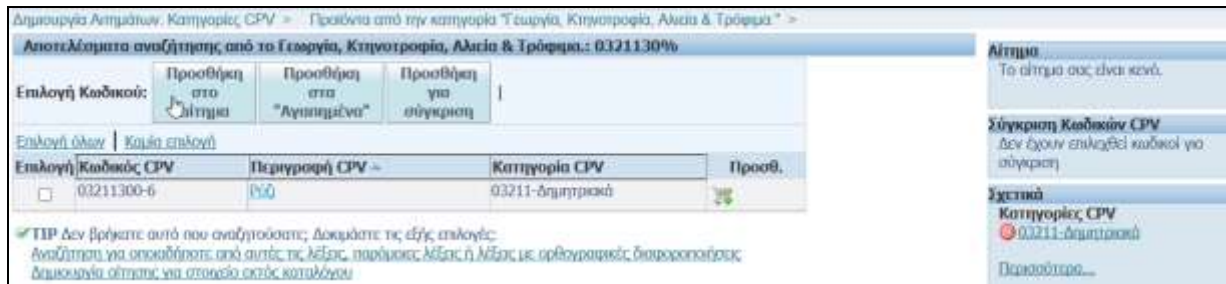 Δημιουργία Αιτημάτων: Κατηγορίες CPV > Προϊόντα από την κατηγορία "Γεωργία, Κτηνοτροφία, Αλιεία & Τρόφιμα." >
Αποτελέσματα αναζήτησης από το Γεωργία, Κτηνοτροφία, Αλιεία & Τρόφιμα.: 0321130%
Επιλογή Κωδικού:
Προσθήκη στο αίτημα
Προσθήκη στα "Αγαπημένα"
Προσθήκη για σύγκριση
Επιλογή όλων | Καμία επιλογή
Επιλογή Κωδικός CPV Περιγραφή CPV Κατηγορία CPV Προσθ.
03211300-6 Ρύζι 03211-Δημητριακά
TIP Δεν βρήκατε αυτό που αναζητούσατε; Δοκιμάστε τις εξής επιλογές:
Αναζήτηση για οποιαδήποτε από αυτές τις λέξεις, παρόμοιες λέξεις ή λέξεις με ορθογραφικές διαφοροποιήσεις
Δημιουργία αίτησης για στοιχείο εκτός καταλόγου
Αίτημα
Το αίτημα σας είναι κενό.
Σύγκριση Κωδικών CPV
Δεν έχουν επιλεχθεί κωδικοί για
σύγκριση
Σχετικά
Κατηγορίες CPV
03211-Δημητριακά
Περισσότερα...